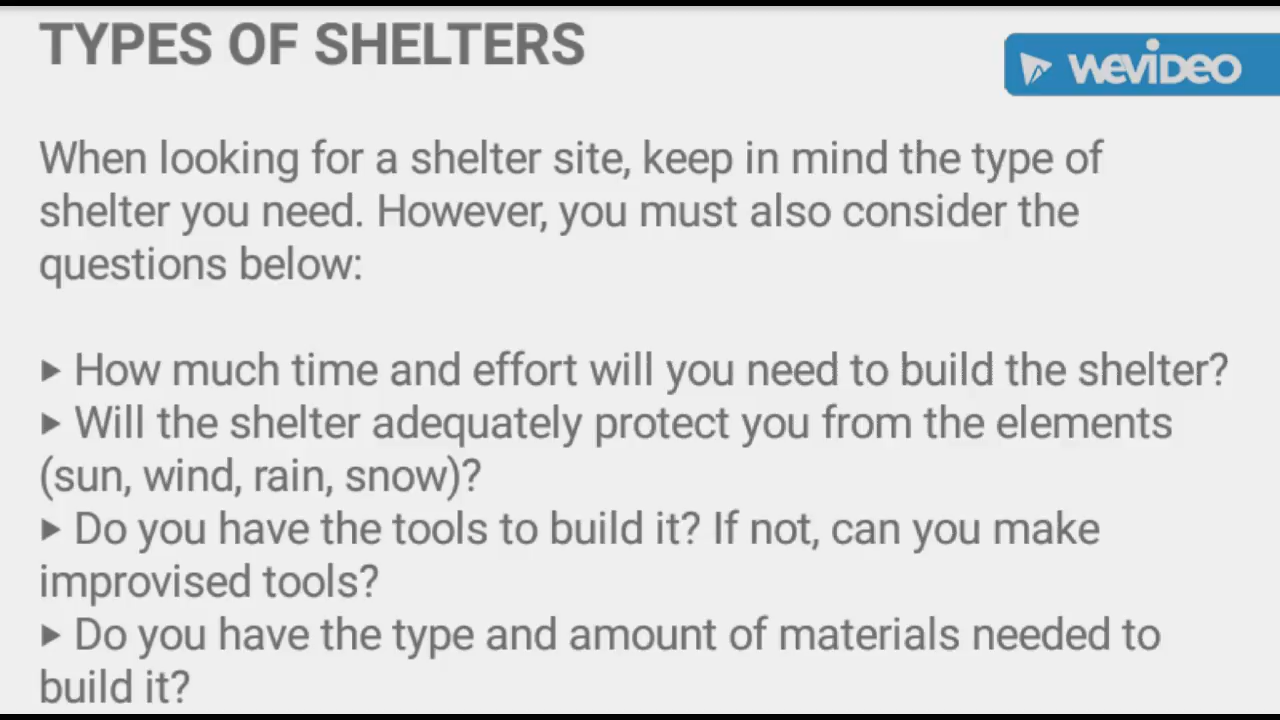 TYPES OF SHELTERS
WEVIDEO
When looking for a shelter site, keep in mind the type of
shelter you need. However, you must also consider the
questions below:
▸ How much time and effort will you need to build the shelter?
▸ Will the shelter adequately protect you from the elements
(sun, wind, rain, snow)?
▸ Do you have the tools to build it? If not, can you make
improvised tools?
▸ Do you have the type and amount of materials needed to
build it?